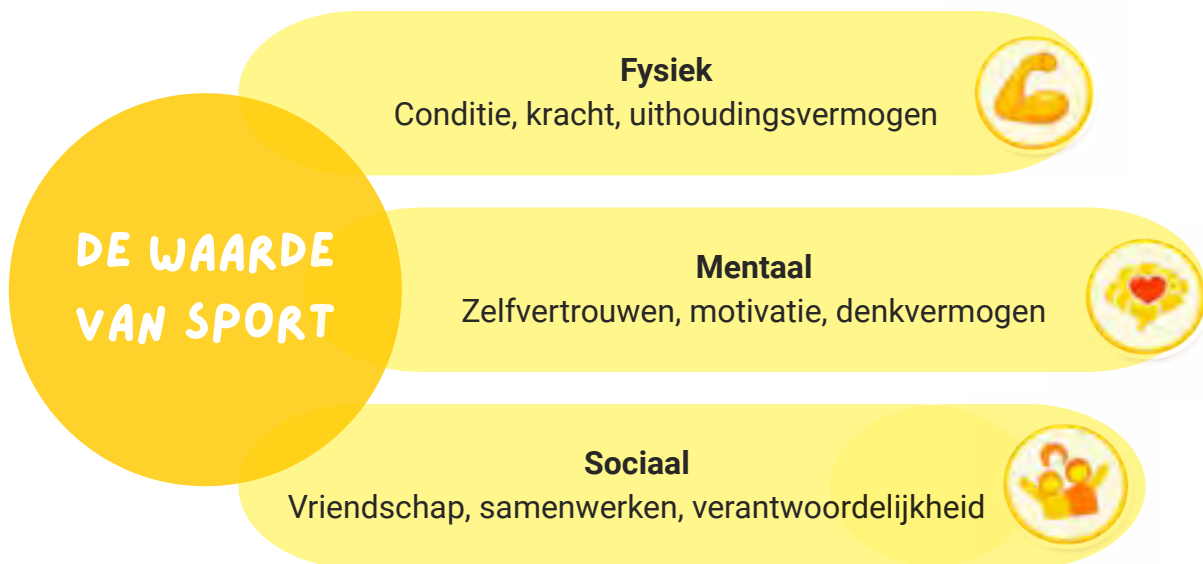 DE WAARDE
VAN SPORT
Fysiek
Conditie, kracht, uithoudingsvermogen
Mentaal
Zelfvertrouwen, motivatie, denkvermogen
Sociaal
Vriendschap, samenwerken, verantwoordelijkheid